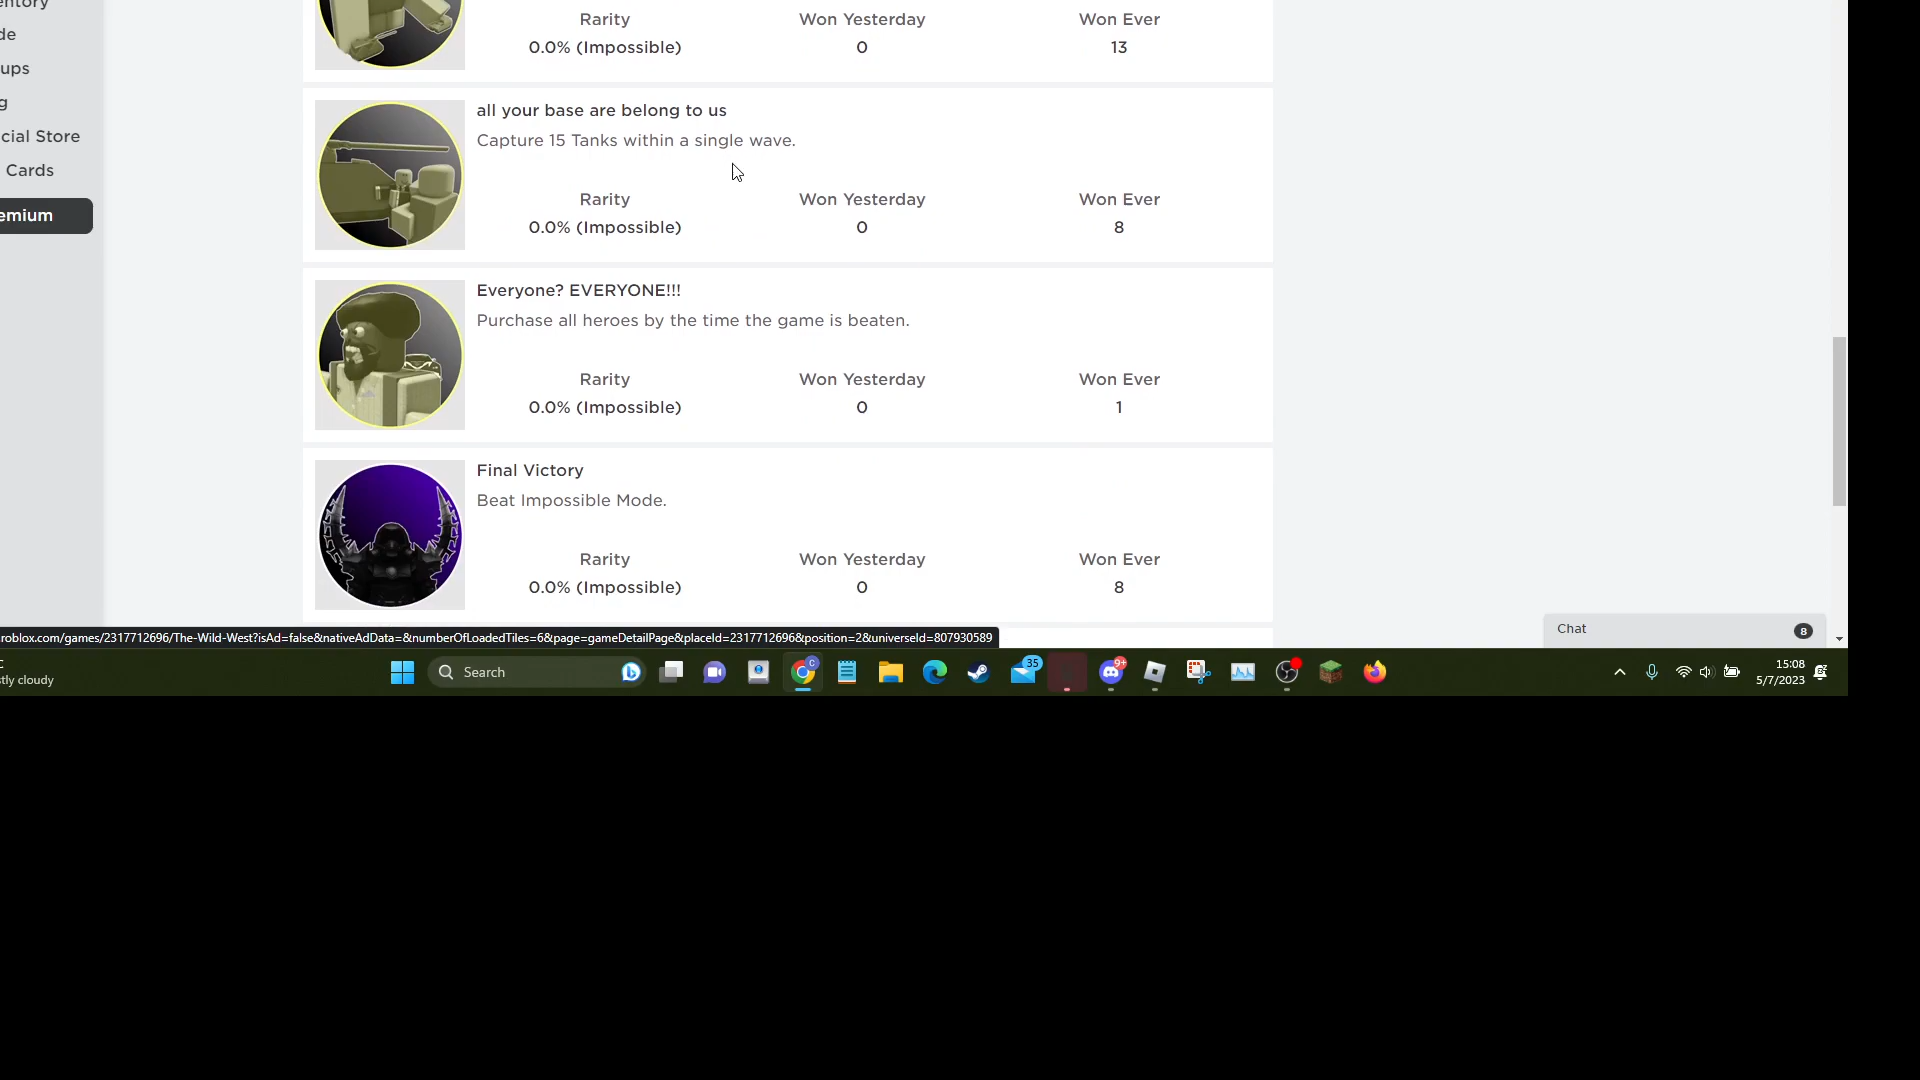 entory
de
ups
g
cial Store
Cards
emium
Rarity Won Yesterday Won Ever
0.0% (Impossible) 0 13
all your base are belong to us
Capture 15 Tanks within a single wave.
Rarity Won Yesterday Won Ever
0.0% (Impossible) 0 8
Everyone? EVERYONE!!!
Purchase all heroes by the time the game is beaten.
Rarity Won Yesterday Won Ever
0.0% (Impossible) 0 1
Final Victory
Beat Impossible Mode.
Rarity Won Yesterday Won Ever
0.0% (Impossible) 0 8
roblox.com/games/2317712696/The-Wild-West?isAd=false&nativeAdData=&numberOfLoadedTiles=6&page=gameDetailPage&placeId=2317712696&position=2&universeId=807930589
Chat 8
C
tly cloudy
Search
C
35
9+
15:08
5/7/2023